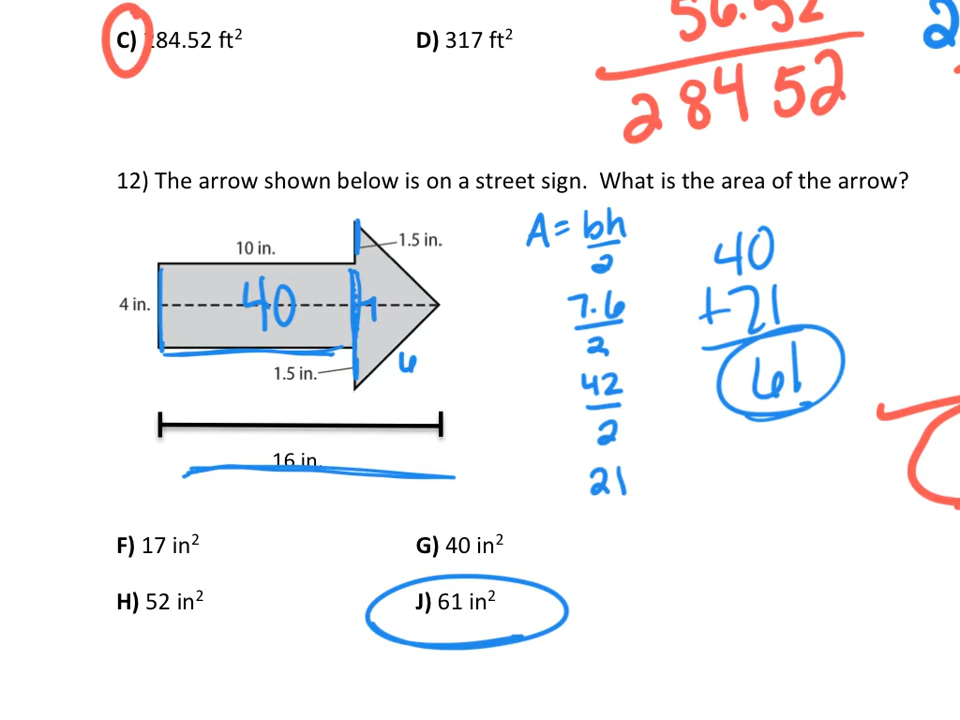 56.52
C) 284.52 ft²
D) 317 ft²
2
284 52
12) The arrow shown below is on a street sign. What is the area of the arrow?
A = bh/2
40
+21
61
10 in.
1.5 in.
4 in.
40
7
7.6/2
6
1.5 in.
42/2
16 in.
21
F) 17 in²
G) 40 in²
H) 52 in²
J) 61 in²